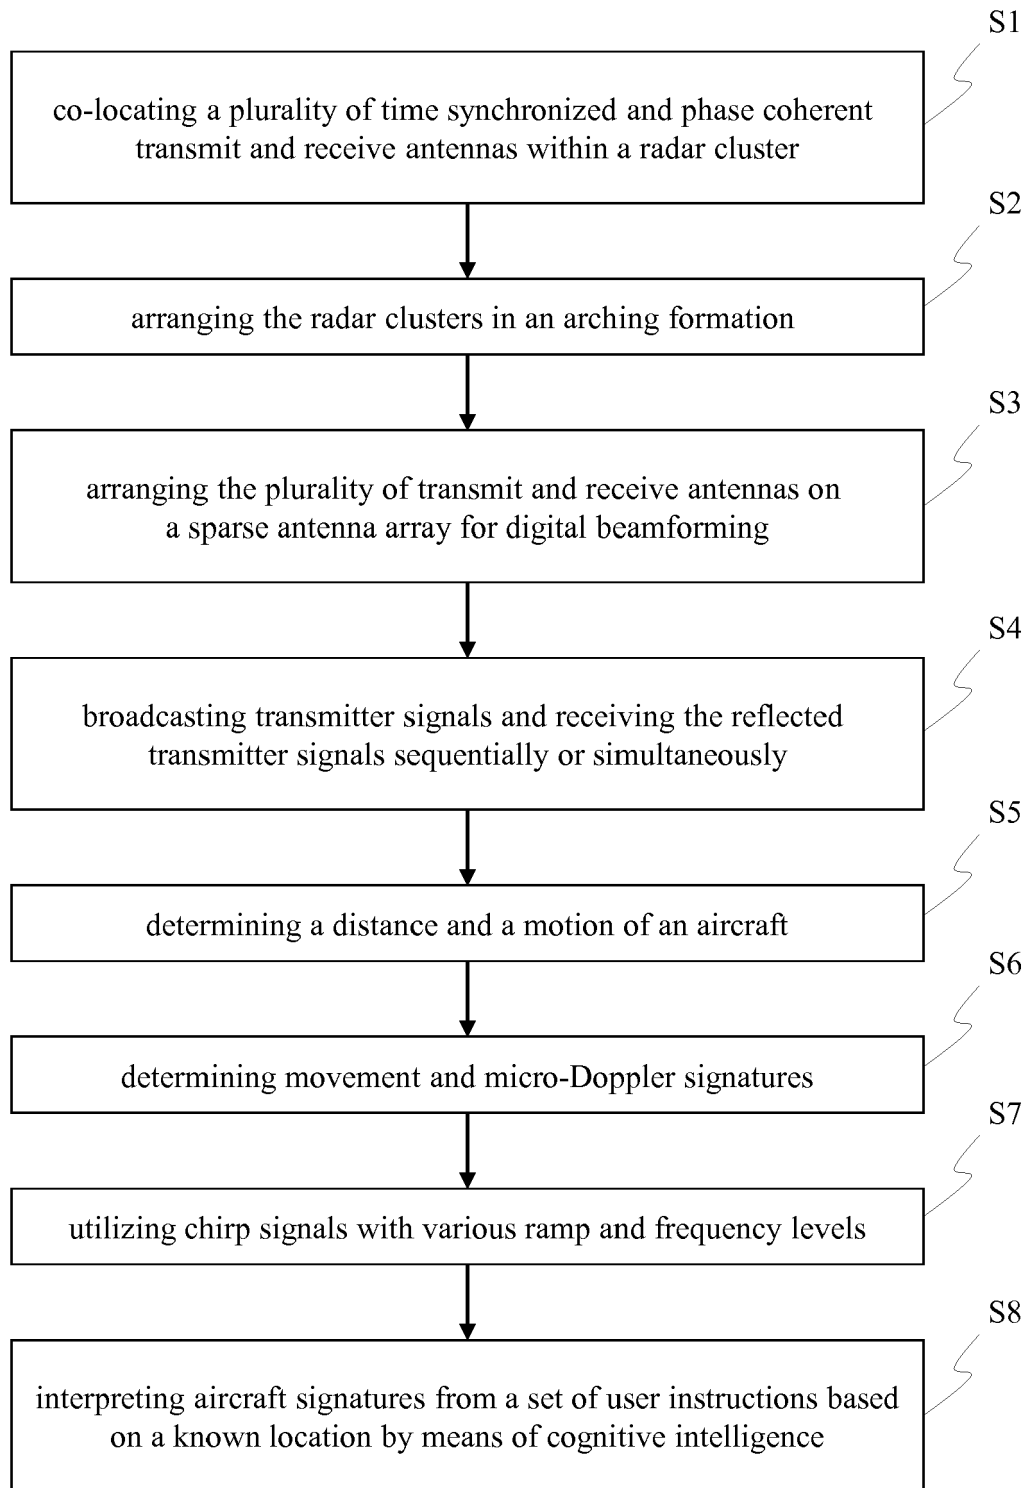 S1
co-locating a plurality of time synchronized and phase coherent
transmit and receive antennas within a radar cluster
S2
arranging the radar clusters in an arching formation
S3
arranging the plurality of transmit and receive antennas on
a sparse antenna array for digital beamforming
S4
broadcasting transmitter signals and receiving the reflected
transmitter signals sequentially or simultaneously
S5
determining a distance and a motion of an aircraft
S6
determining movement and micro-Doppler signatures
S7
utilizing chirp signals with various ramp and frequency levels
S8
interpreting aircraft signatures from a set of user instructions based
on a known location by means of cognitive intelligence